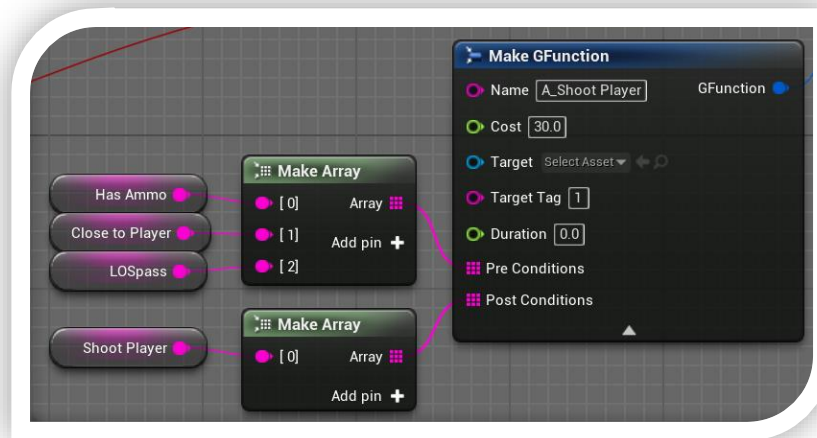 Make GFunction
Name A_Shoot Player GFunction
Cost 30.0
Target Select Asset
Target Tag 1
Duration 0.0
Pre Conditions
Post Conditions
Has Ammo
Close to Player
LOSpass
Make Array
[0] Array
[1] Add pin +
[2]
Shoot Player
Make Array
[0] Array
Add pin +